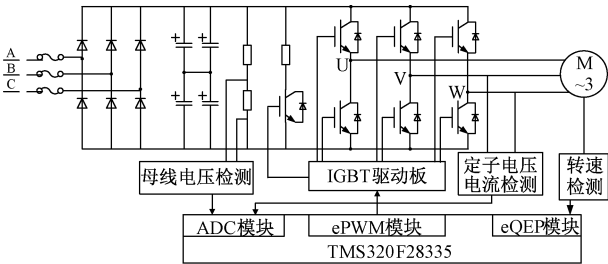 A
B
C
+
+
+
+
U
V
W
M
~3
母线电压检测
IGBT驱动板
定子电压
电流检测
转速
检测
ADC模块
ePWM模块
eQEP模块
TMS320F28335